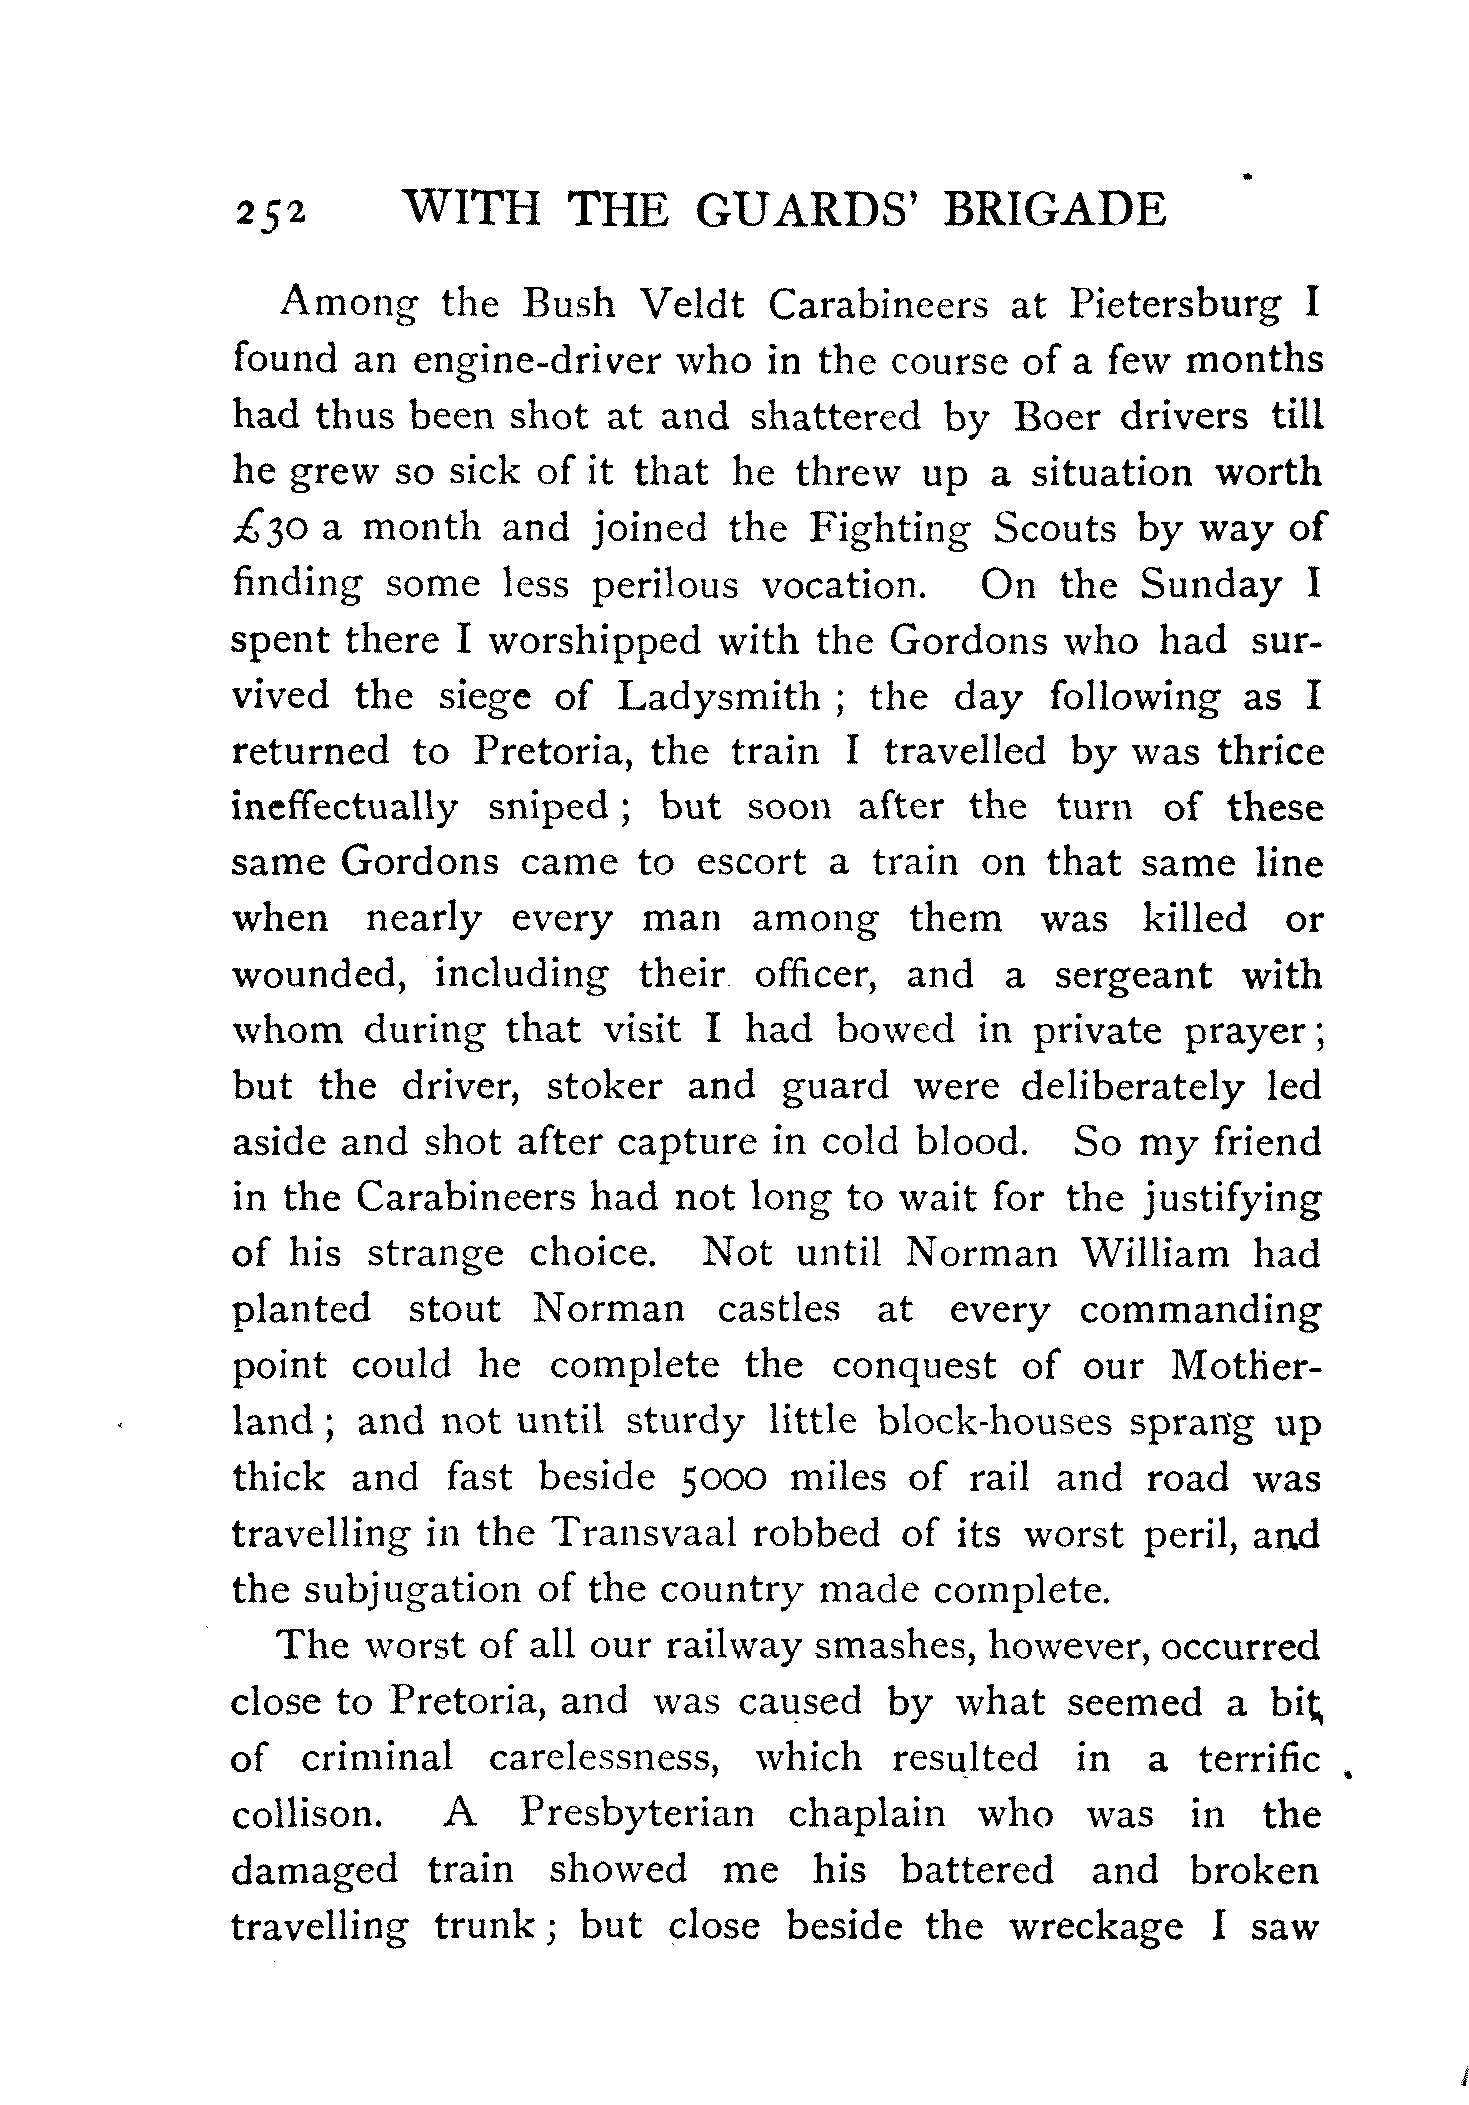 252 WITH THE GUARDS' BRIGADE
Among the Bush Veldt Carabineers at Pietersburg I
found an engine-driver who in the course of a few months
had thus been shot at and shattered by Boer drivers till
he grew so sick of it that he threw up a situation worth
£30 a month and joined the Fighting Scouts by way of
finding some less perilous vocation. On the Sunday I
spent there I worshipped with the Gordons who had sur-
vived the siege of Ladysmith ; the day following as I
returned to Pretoria, the train I travelled by was thrice
ineffectually sniped ; but soon after the turn of these
same Gordons came to escort a train on that same line
when nearly every man among them was killed or
wounded, including their officer, and a sergeant with
whom during that visit I had bowed in private prayer ;
but the driver, stoker and guard were deliberately led
aside and shot after capture in cold blood. So my friend
in the Carabineers had not long to wait for the justifying
of his strange choice. Not until Norman William had
planted stout Norman castles at every commanding
point could he complete the conquest of our Mother-
land ; and not until sturdy little block-houses sprang up
thick and fast beside 5000 miles of rail and road was
travelling in the Transvaal robbed of its worst peril, and
the subjugation of the country made complete.
The worst of all our railway smashes, however, occurred
close to Pretoria, and was caused by what seemed a bit
of criminal carelessness, which resulted in a terrific
collison. A Presbyterian chaplain who was in the
damaged train showed me his battered and broken
travelling trunk ; but close beside the wreckage I saw